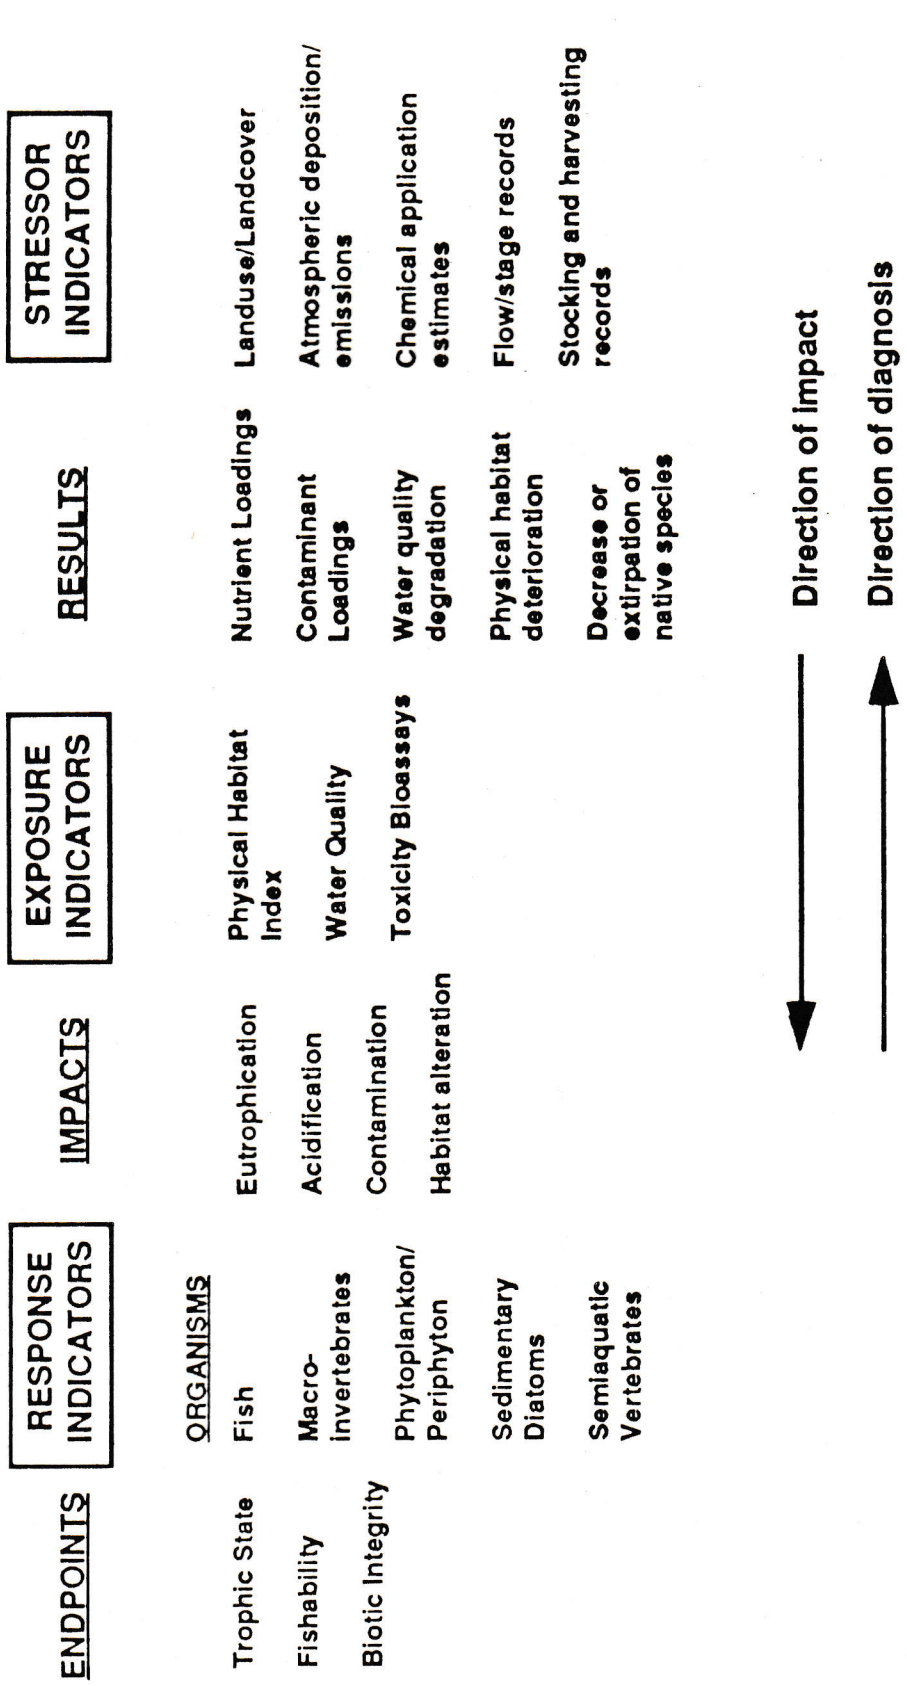 ENDPOINTS
Trophic State
Fishability
Biotic Integrity
RESPONSE
INDICATORS
ORGANISMS
Fish
Macro-
invertebrates
Phytoplankton/
Periphyton
Sedimentary
Diatoms
Semiaquatic
Vertebrates
IMPACTS
Eutrophication
Acidification
Contamination
Habitat alteration
EXPOSURE
INDICATORS
Physical Habitat
Index
Water Quality
Toxicity Bioassays
RESULTS
Nutrient Loadings
Contaminant
Loadings
Water quality
degradation
Physical habitat
deterioration
Decrease or
extirpation of
native species
STRESSOR
INDICATORS
Landuse/Landcover
Atmospheric deposition/
emissions
Chemical application
estimates
Flow/stage records
Stocking and harvesting
records
Direction of impact
Direction of diagnosis